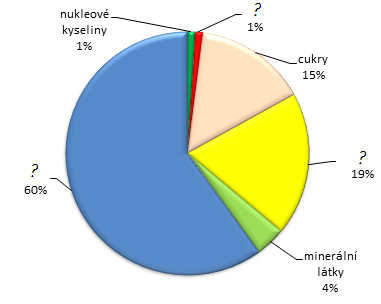 nukleové
kyseliny
1%
?
1%
cukry
15%
?
19%
minerální
látky
4%
?
60%